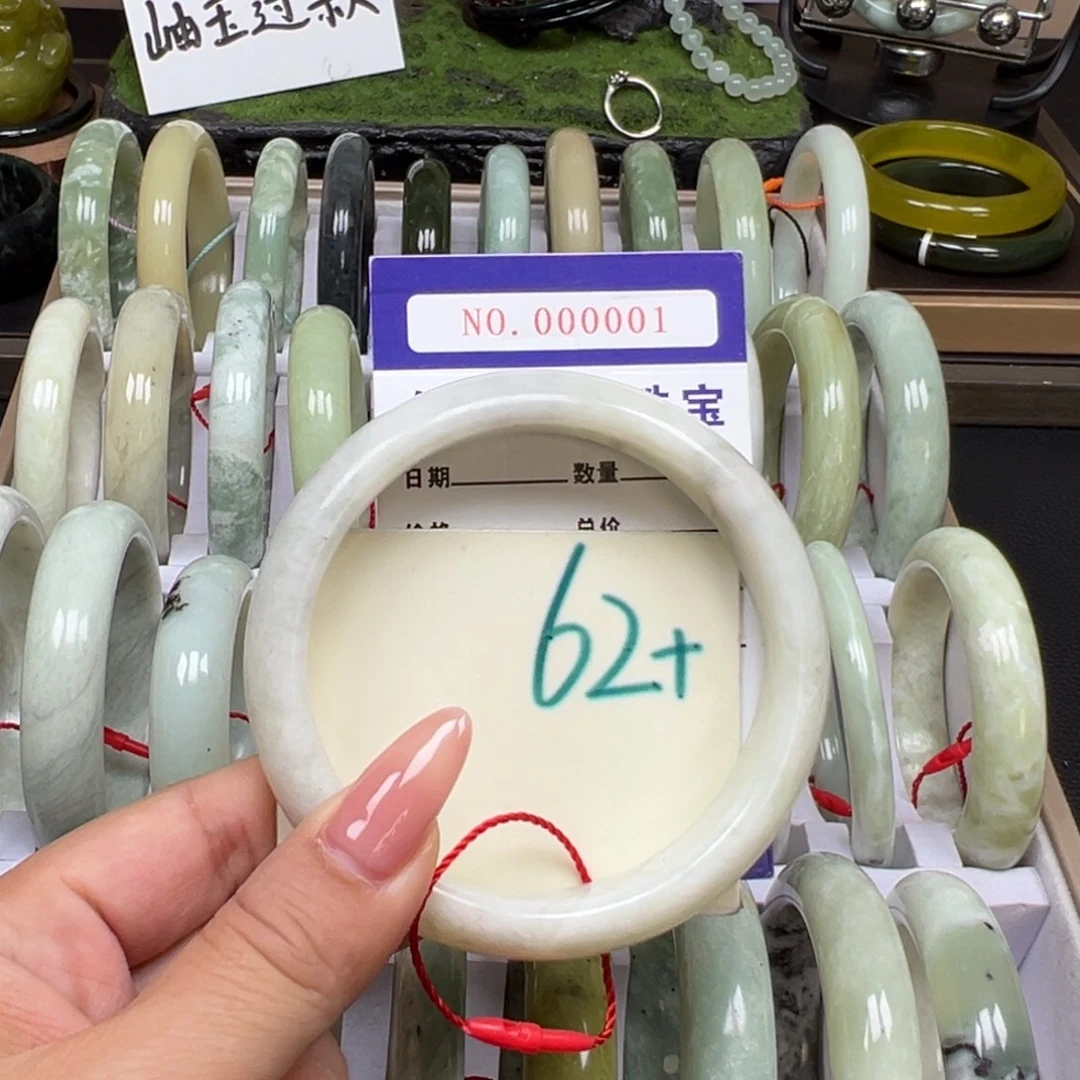 岫玉过款
NO.000001
宝
日期 数量
总价
62+